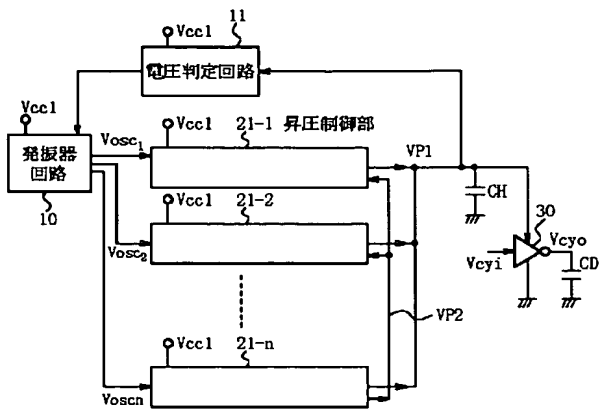 Vcc1
11
電圧判定回路
Vcc1
Vosc1
Vcc1
21-1 昇圧制御部
VP1
発振器
回路
10
Vcc1
21-2
CH
30
Vosc2
Vcyi
Vcyo
CD
VP2
Vcc1
21-n
Voscn